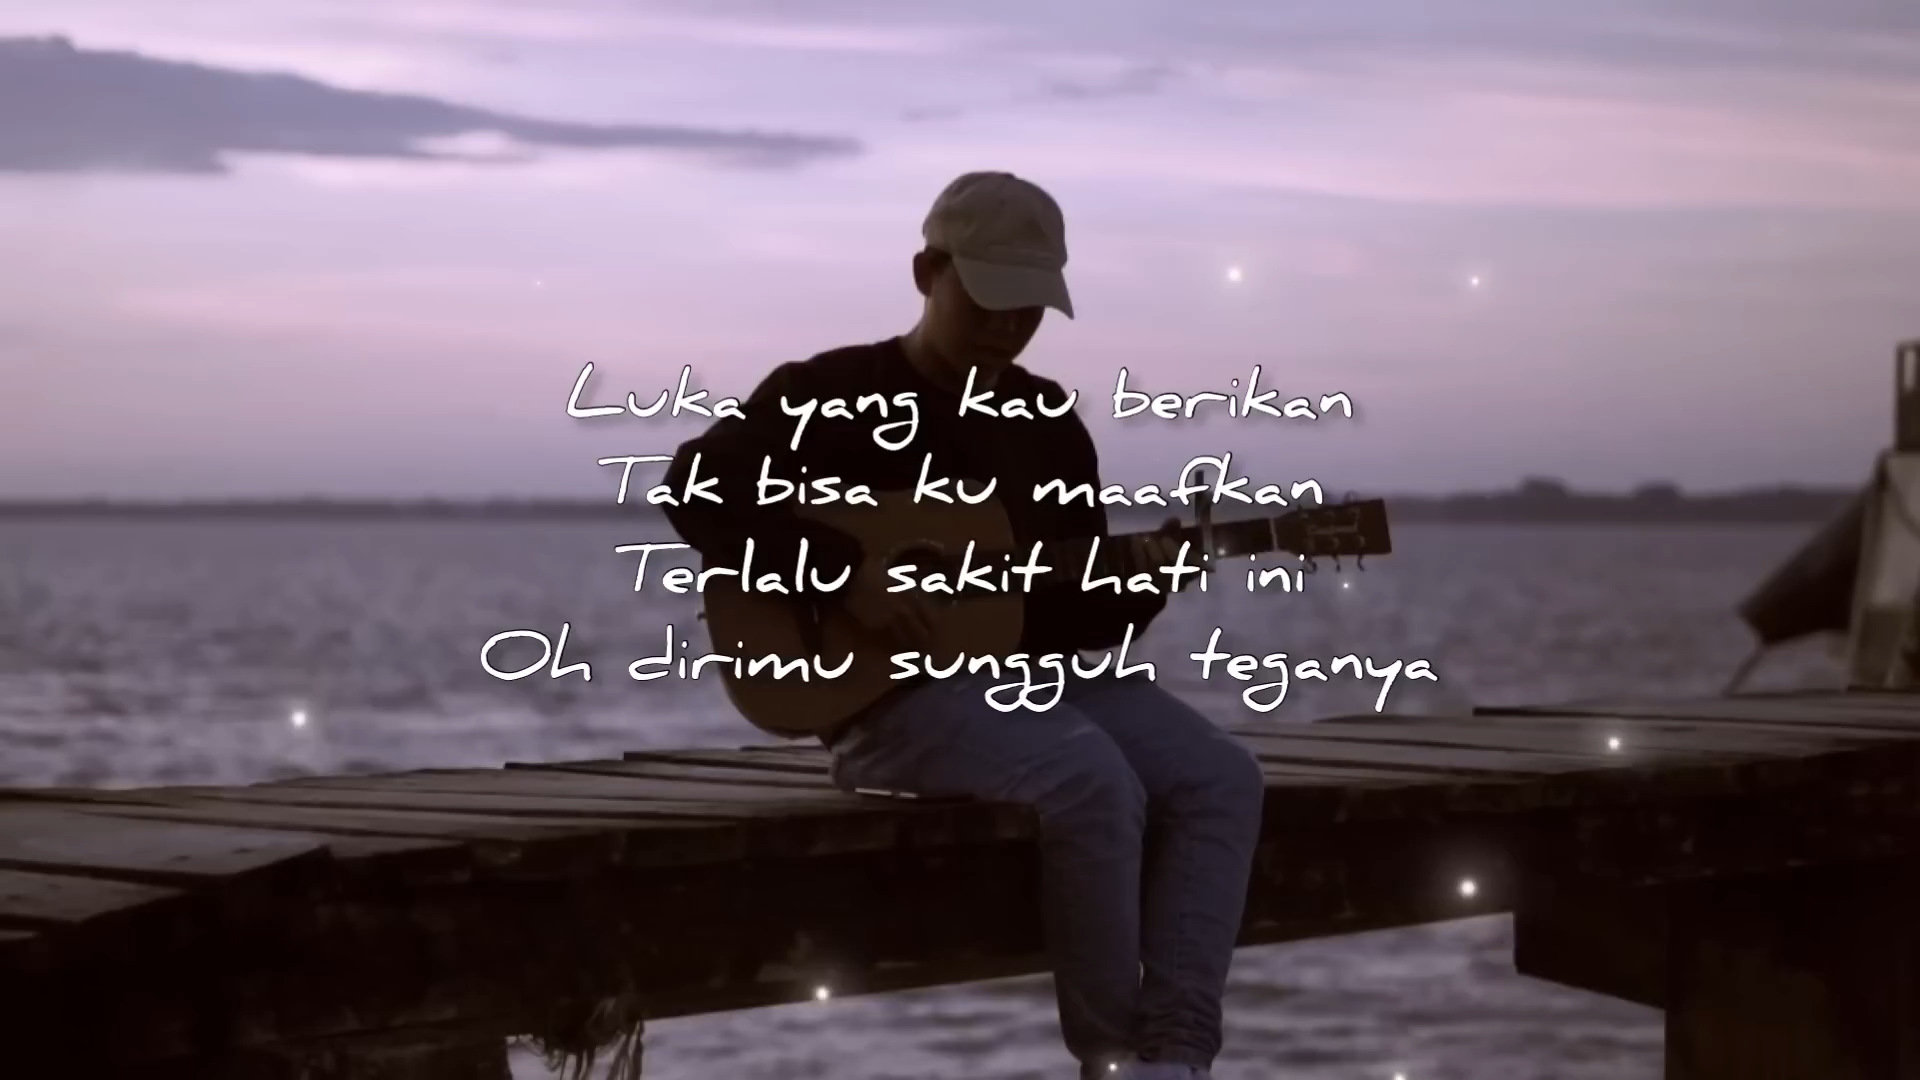 Luka yang kau berikan
Tak bisa ku maafkan
Terlalu sakit hati ini
Oh dirimu sungguh teganya